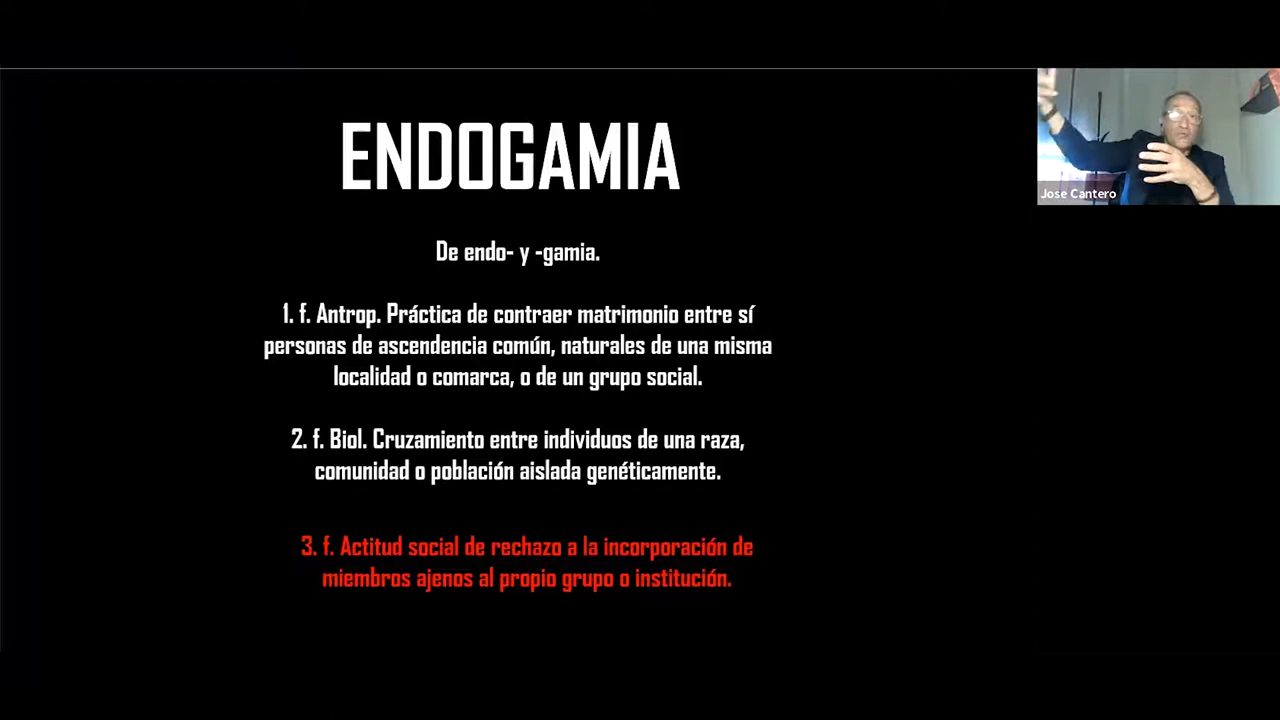 ENDOGAMIA
De endo- y -gamia.
1. f. Antrop. Práctica de contraer matrimonio entre sí
personas de ascendencia común, naturales de una misma
localidad o comarca, o de un grupo social.
2. f. Biol. Cruzamiento entre individuos de una raza,
comunidad o población aislada genéticamente.
3. f. Actitud social de rechazo a la incorporación de
miembros ajenos al propio grupo o institución.
Jose Cantero